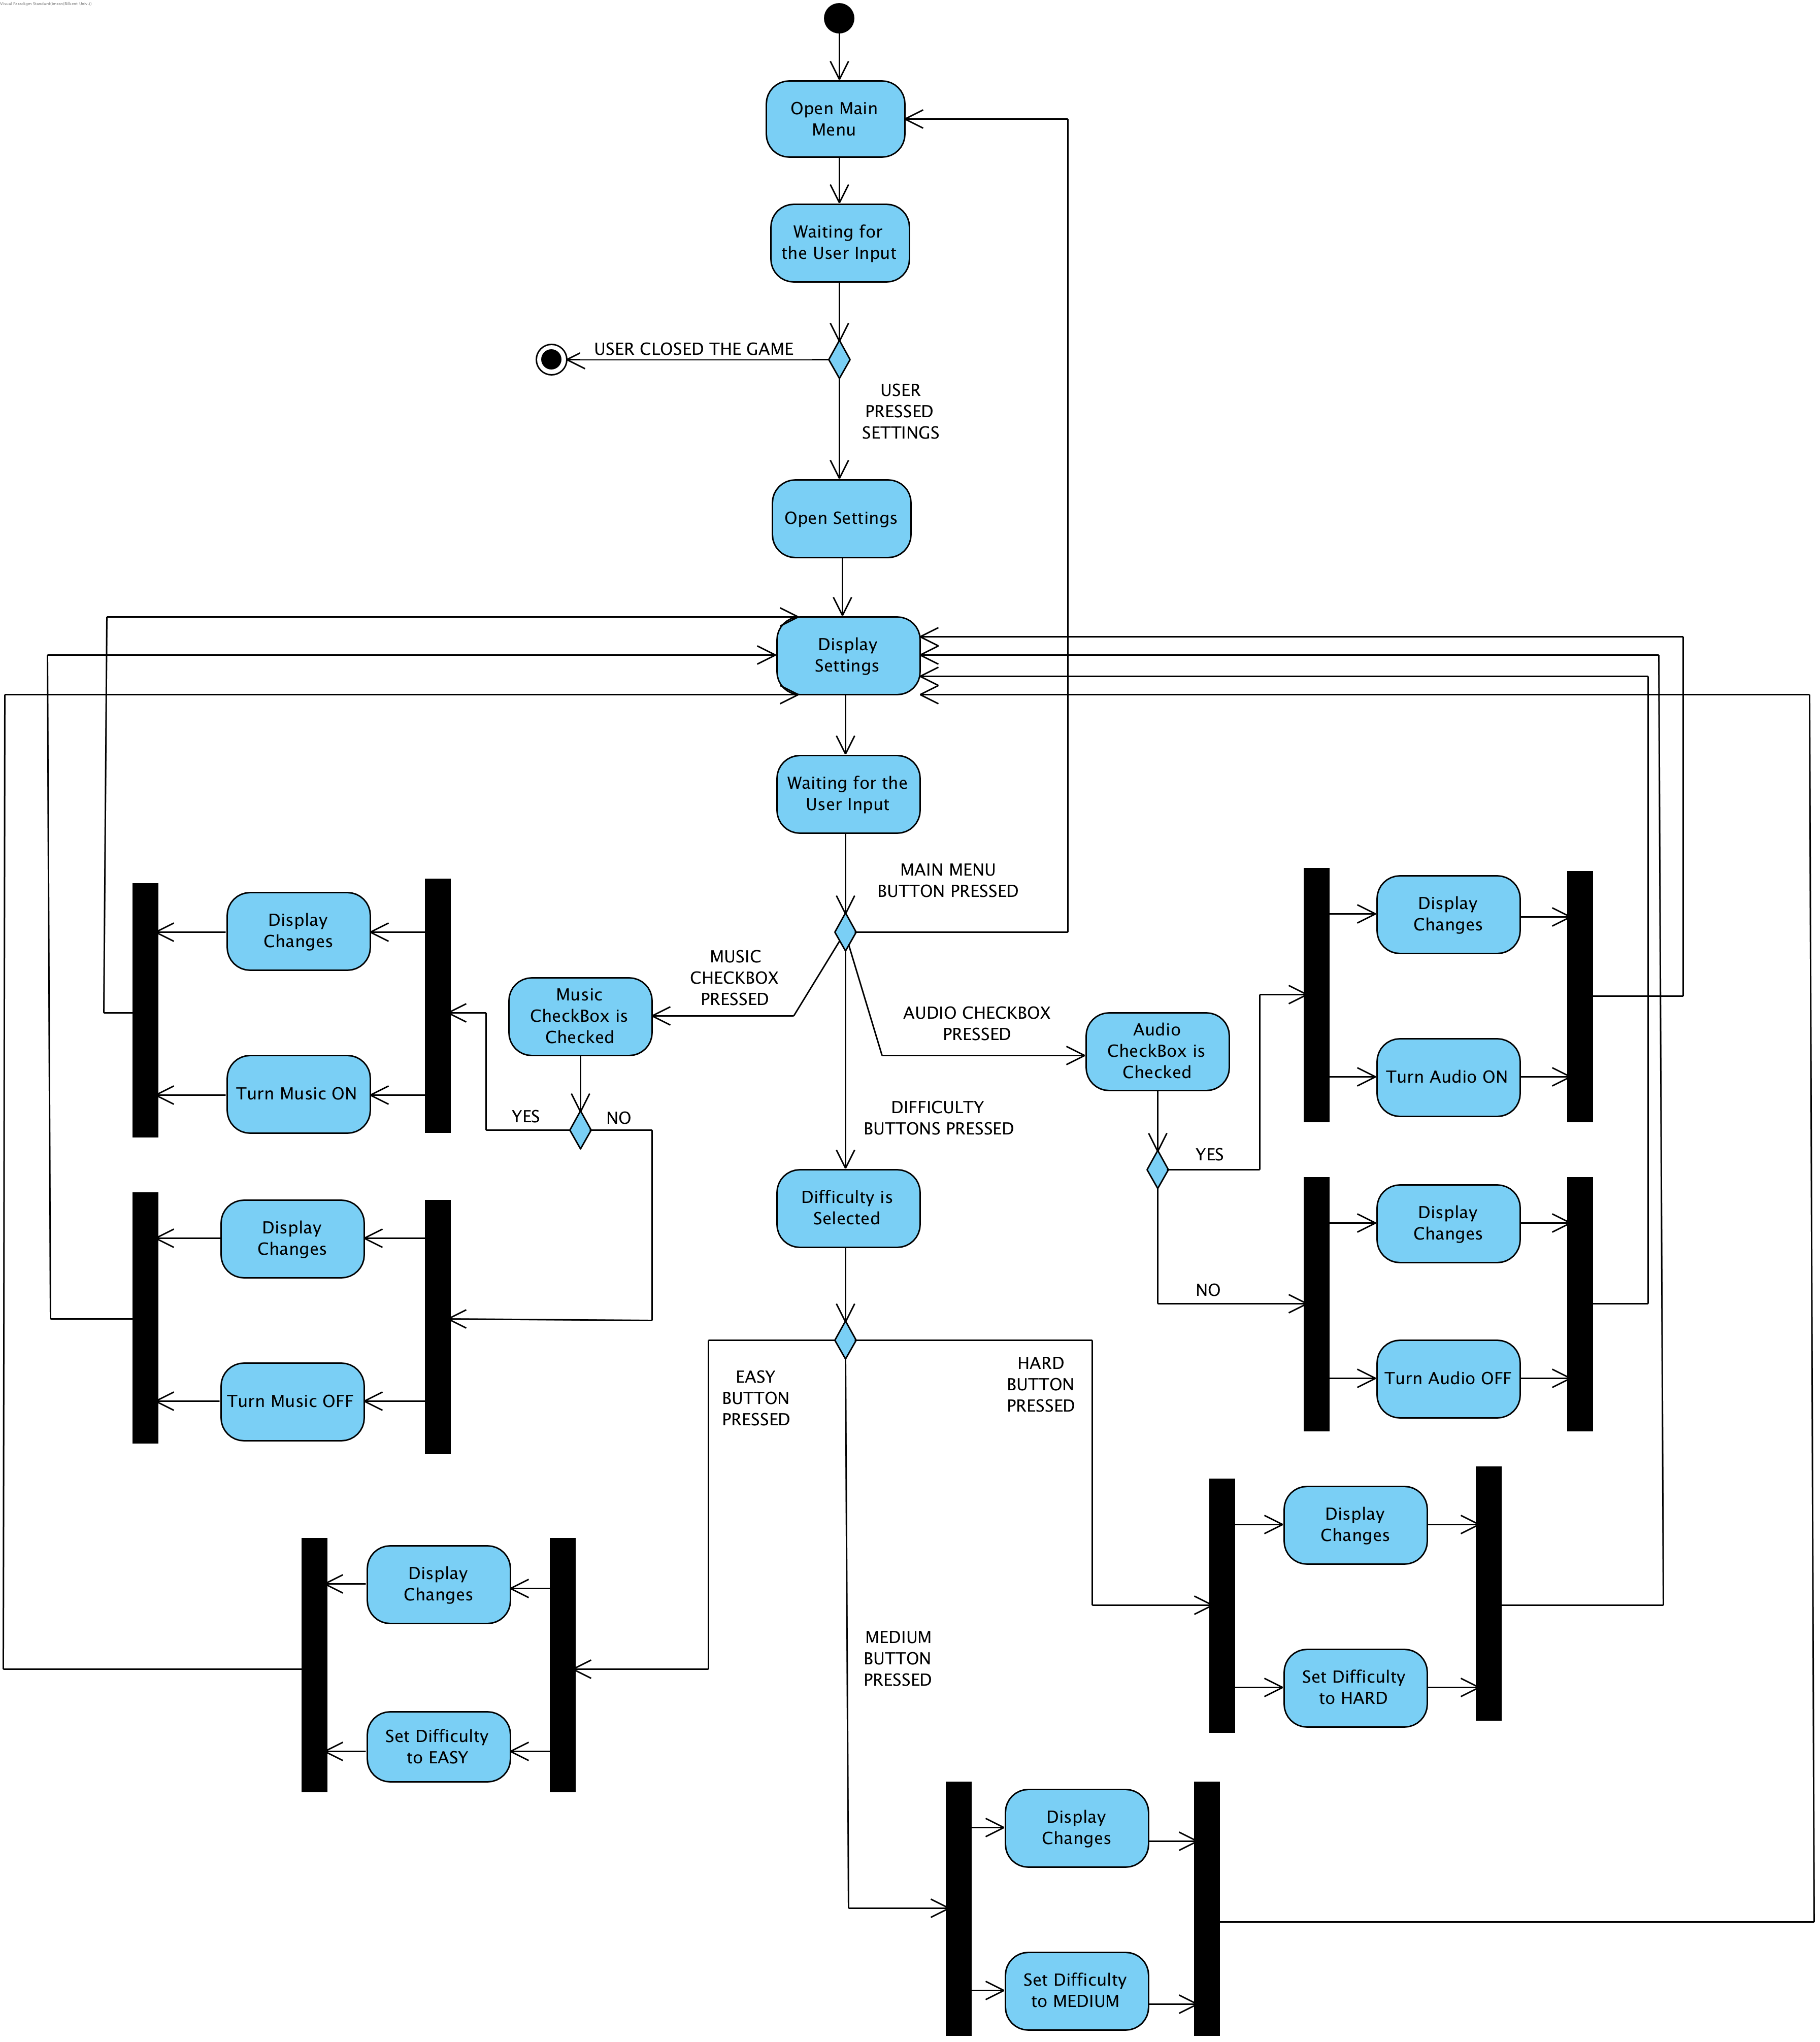 Open Main
Menu
Waiting for
the User Input
USER CLOSED THE GAME
USER
PRESSED
SETTINGS
Open Settings
Display
Settings
Waiting for the
User Input
MAIN MENU
BUTTON PRESSED
MUSIC
CHECKBOX
PRESSED
AUDIO CHECKBOX
PRESSED
DIFFICULTY
BUTTONS PRESSED
Music
CheckBox is
Checked
YES
NO
Display
Changes
Turn Music ON
Display
Changes
Turn Music OFF
Audio
CheckBox is
Checked
YES
NO
Display
Changes
Turn Audio ON
Display
Changes
Turn Audio OFF
Difficulty is
Selected
EASY
BUTTON
PRESSED
HARD
BUTTON
PRESSED
MEDIUM
BUTTON
PRESSED
Display
Changes
Set Difficulty
to HARD
Display
Changes
Set Difficulty
to EASY
Display
Changes
Set Difficulty
to MEDIUM